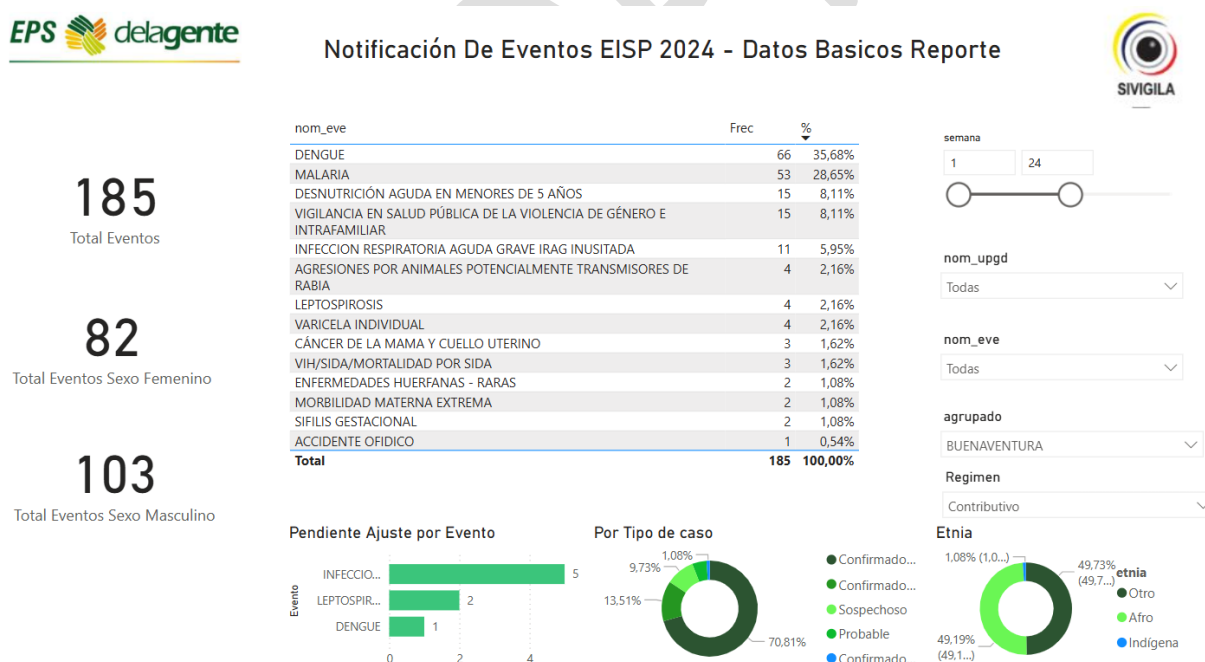 EPS delagente
Notificación De Eventos EISP 2024 - Datos Basicos Reporte
SIVIGILA
185
Total Eventos
82
Total Eventos Sexo Femenino
103
Total Eventos Sexo Masculino
nom_eve Frec %
DENGUE 66 35,68%
MALARIA 53 28,65%
DESNUTRICIÓN AGUDA EN MENORES DE 5 AÑOS 15 8,11%
VIGILANCIA EN SALUD PÚBLICA DE LA VIOLENCIA DE GÉNERO E 15 8,11%
INTRAFAMILIAR
INFECCION RESPIRATORIA AGUDA GRAVE IRAG INUSITADA 11 5,95%
AGRESIONES POR ANIMALES POTENCIALMENTE TRANSMISORES DE 4 2,16%
RABIA
LEPTOSPIROSIS 4 2,16%
VARICELA INDIVIDUAL 4 2,16%
CÁNCER DE LA MAMA Y CUELLO UTERINO 3 1,62%
VIH/SIDA/MORTALIDAD POR SIDA 3 1,62%
ENFERMEDADES HUERFANAS - RARAS 2 1,08%
MORBILIDAD MATERNA EXTREMA 2 1,08%
SIFILIS GESTACIONAL 2 1,08%
ACCIDENTE OFIDICO 1 0,54%
Total 185 100,00%
semana
1 24
nom_upgd
Todas
nom_eve
Todas
agrupado
BUENAVENTURA
Regimen
Contributivo
Pendiente Ajuste por Evento
Evento
INFECCIO... 5
LEPTOSPIR... 2
DENGUE 1
0 2 4
Por Tipo de caso
1,08%
9,73%
13,51%
70,81%
Confirmado...
Confirmado...
Sospechoso
Probable
Confirmado
Etnia
1,08% (1,0...)
49,73%
(49,7...)
49,19%
(49,1...)
etnia
Otro
Afro
Indígena